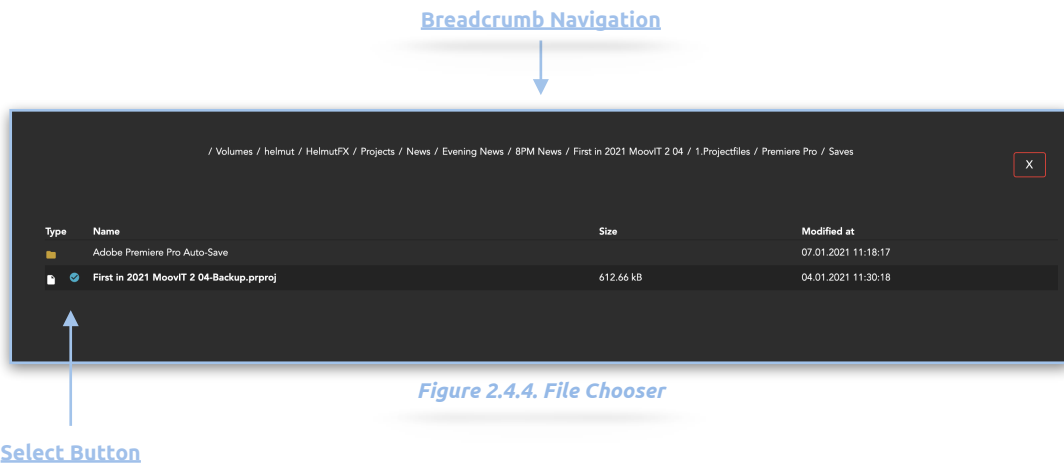 Breadcrumb Navigation
/ Volumes / helmut / HelmutFX / Projects / News / Evening News / 8PM News / First in 2021 MoovIT 2 04 / 1.Projectfiles / Premiere Pro / Saves
X
Type Name Size Modified at
Adobe Premiere Pro Auto-Save 07.01.2021 11:18:17
First in 2021 MoovIT 2 04-Backup.prproj 612.66 kB 04.01.2021 11:30:18
Figure 2.4.4. File Chooser
Select Button